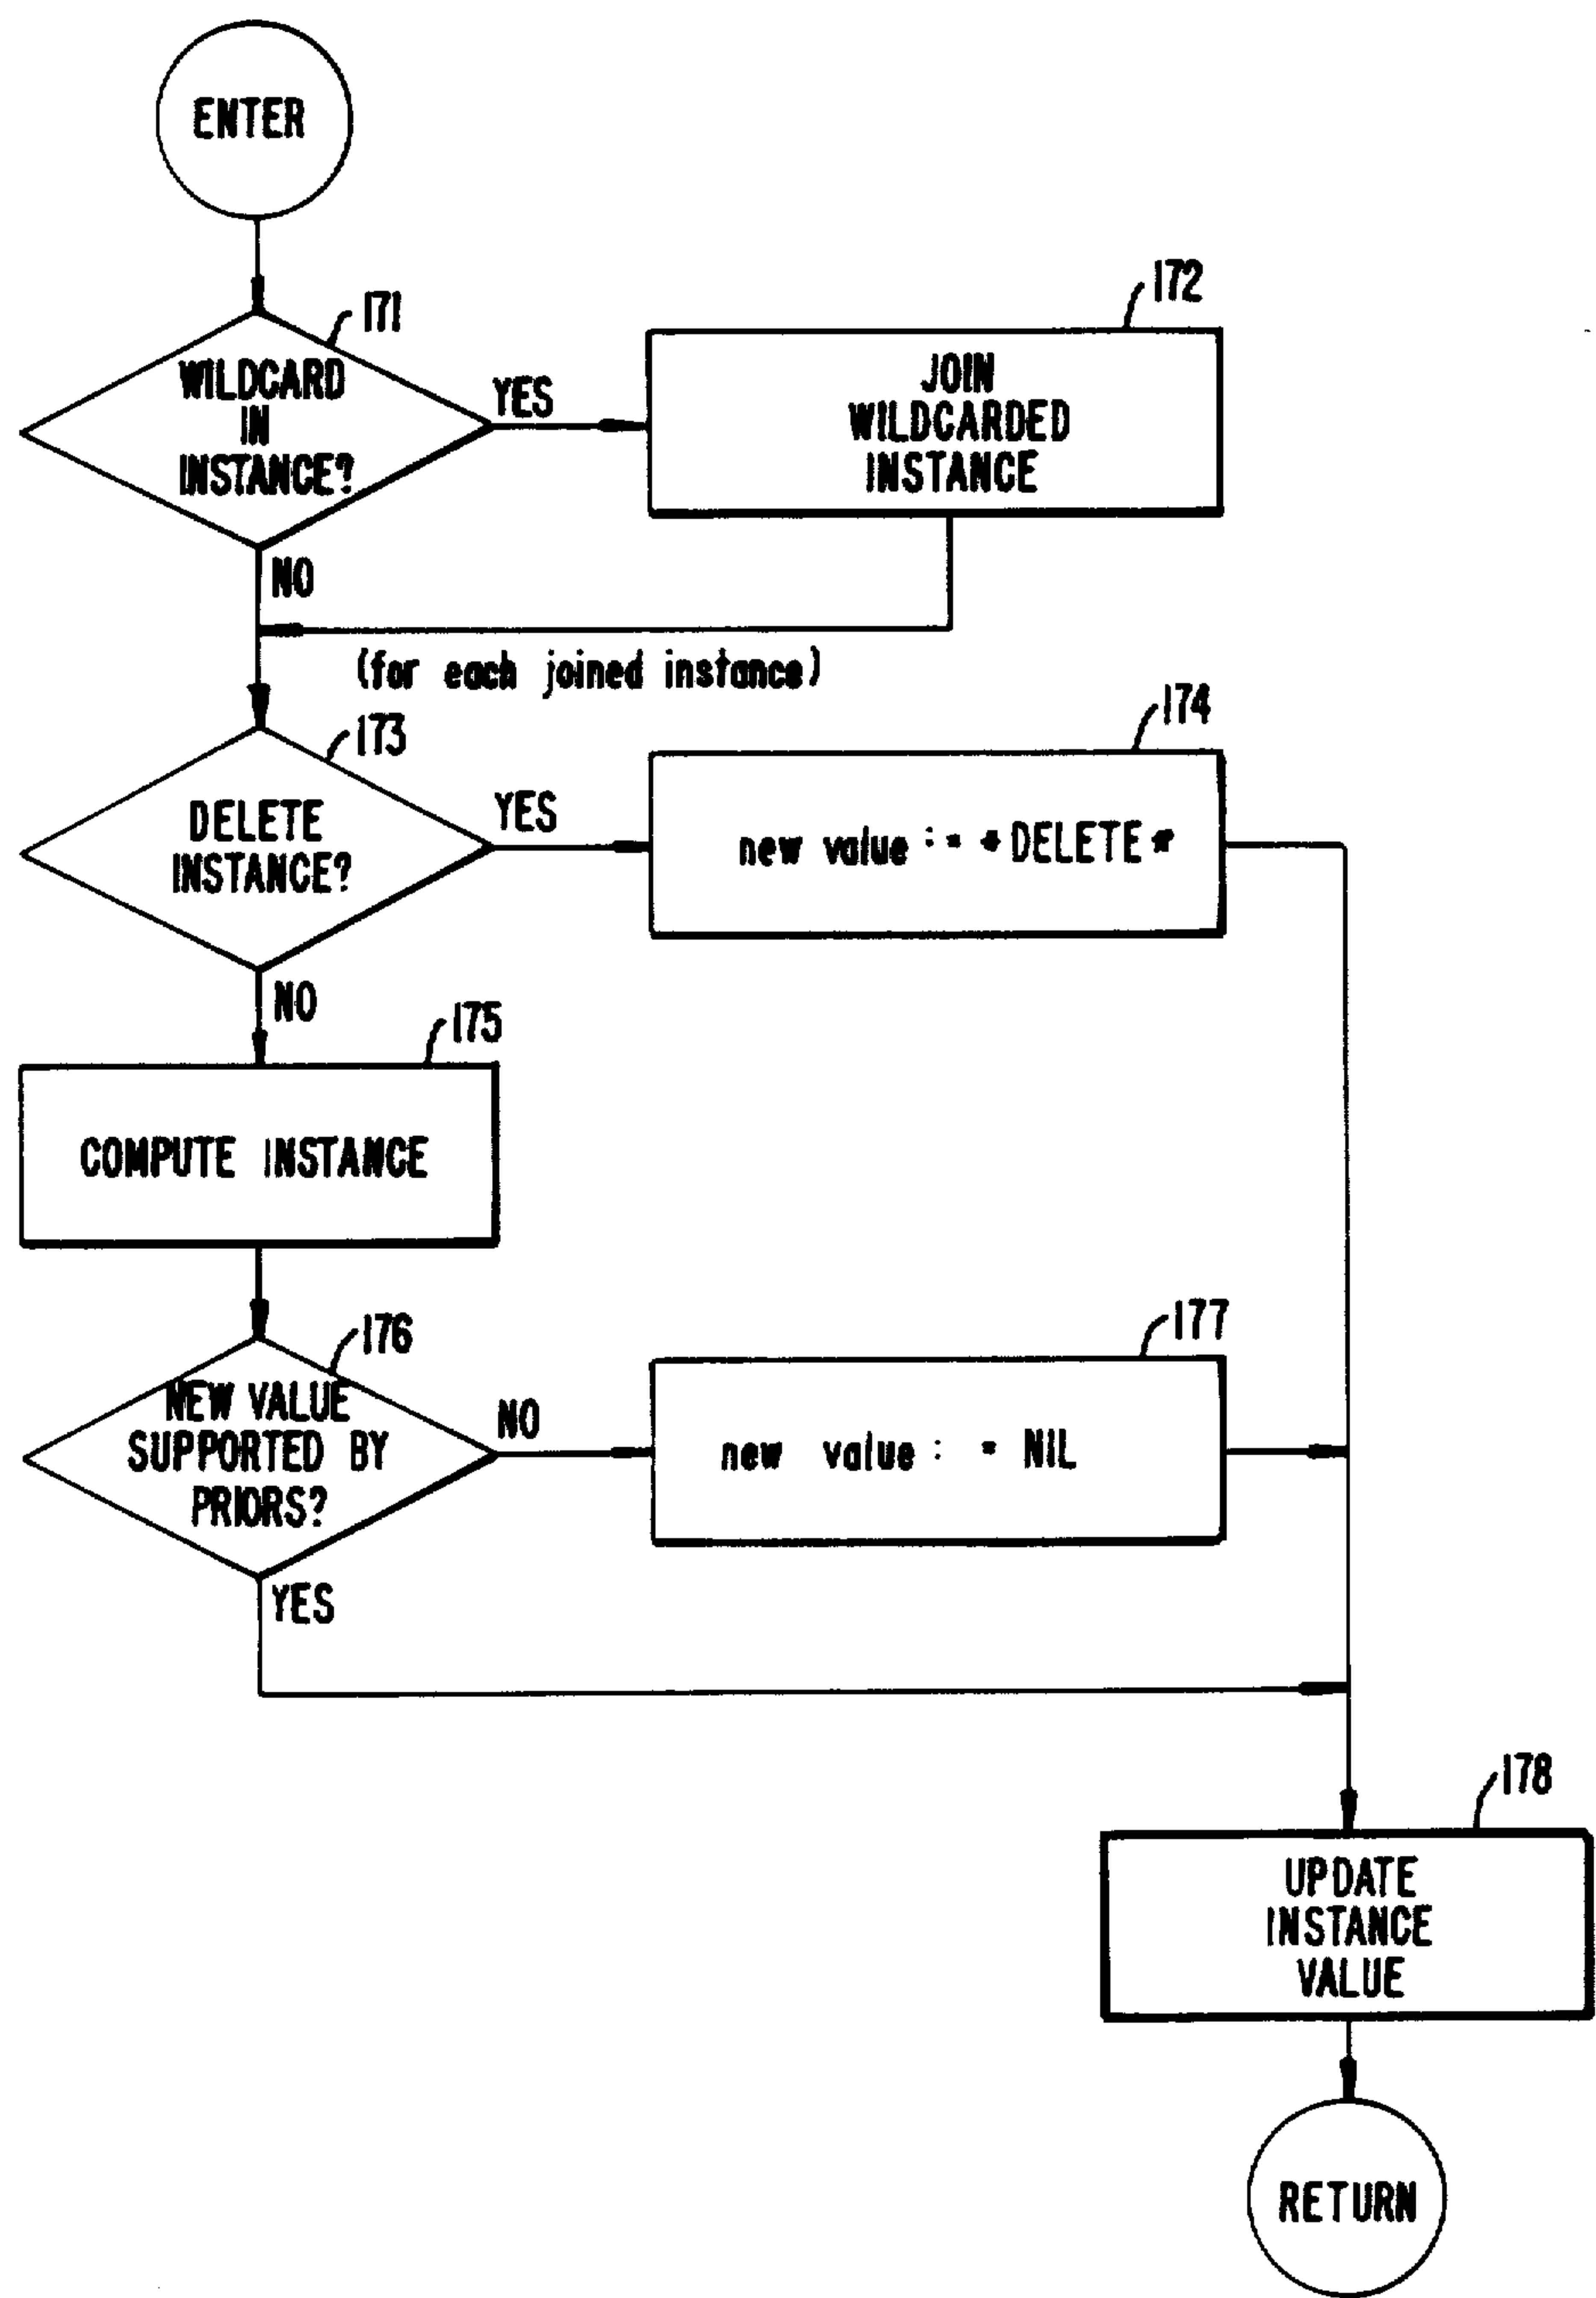 ENTER
171
WILDCARD
IN
INSTANCE?
YES
172
JOIN
WILDCARDED
INSTANCE
NO
(for each joined instance)
173
DELETE
INSTANCE?
YES
174
new value := *DELETE*
NO
175
COMPUTE INSTANCE
176
NEW VALUE
SUPPORTED BY
PRIORS?
NO
177
new value : = NIL
YES
178
UPDATE
INSTANCE
VALUE
RETURN